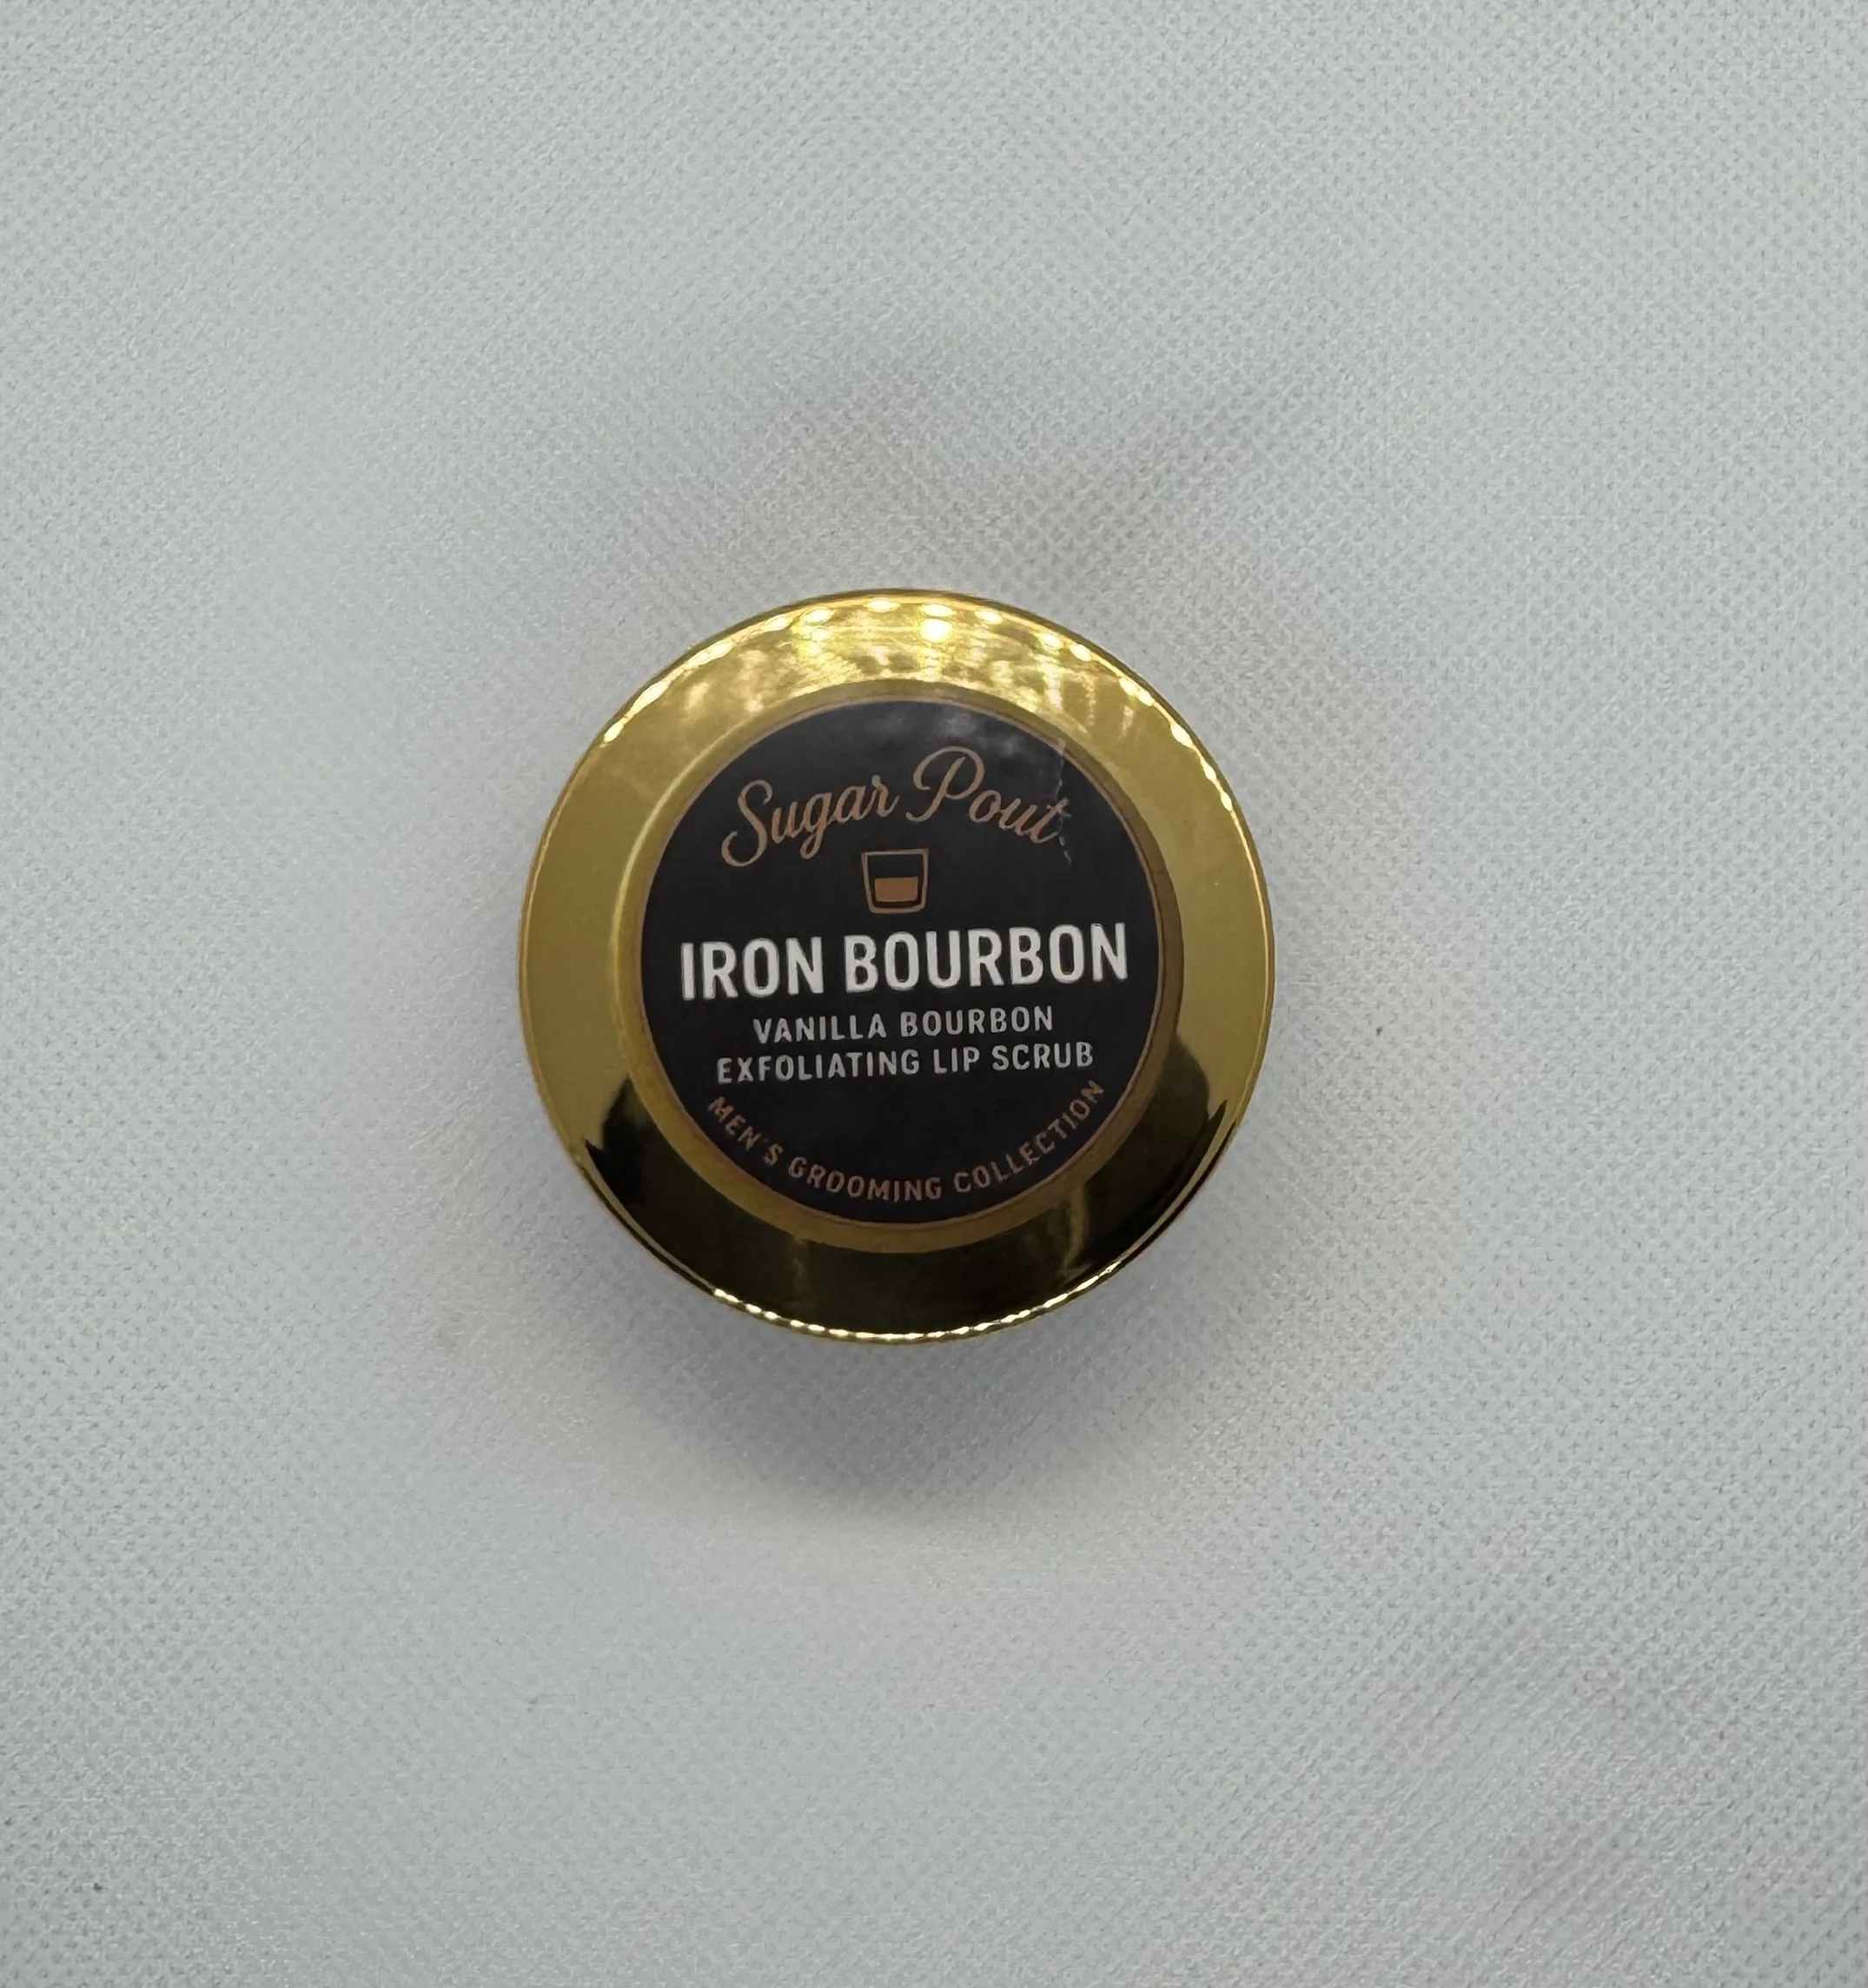 Sugar Pout
IRON BOURBON
VANILLA BOURBON
EXFOLIATING LIP SCRUB
MEN'S GROOMING COLLECTION